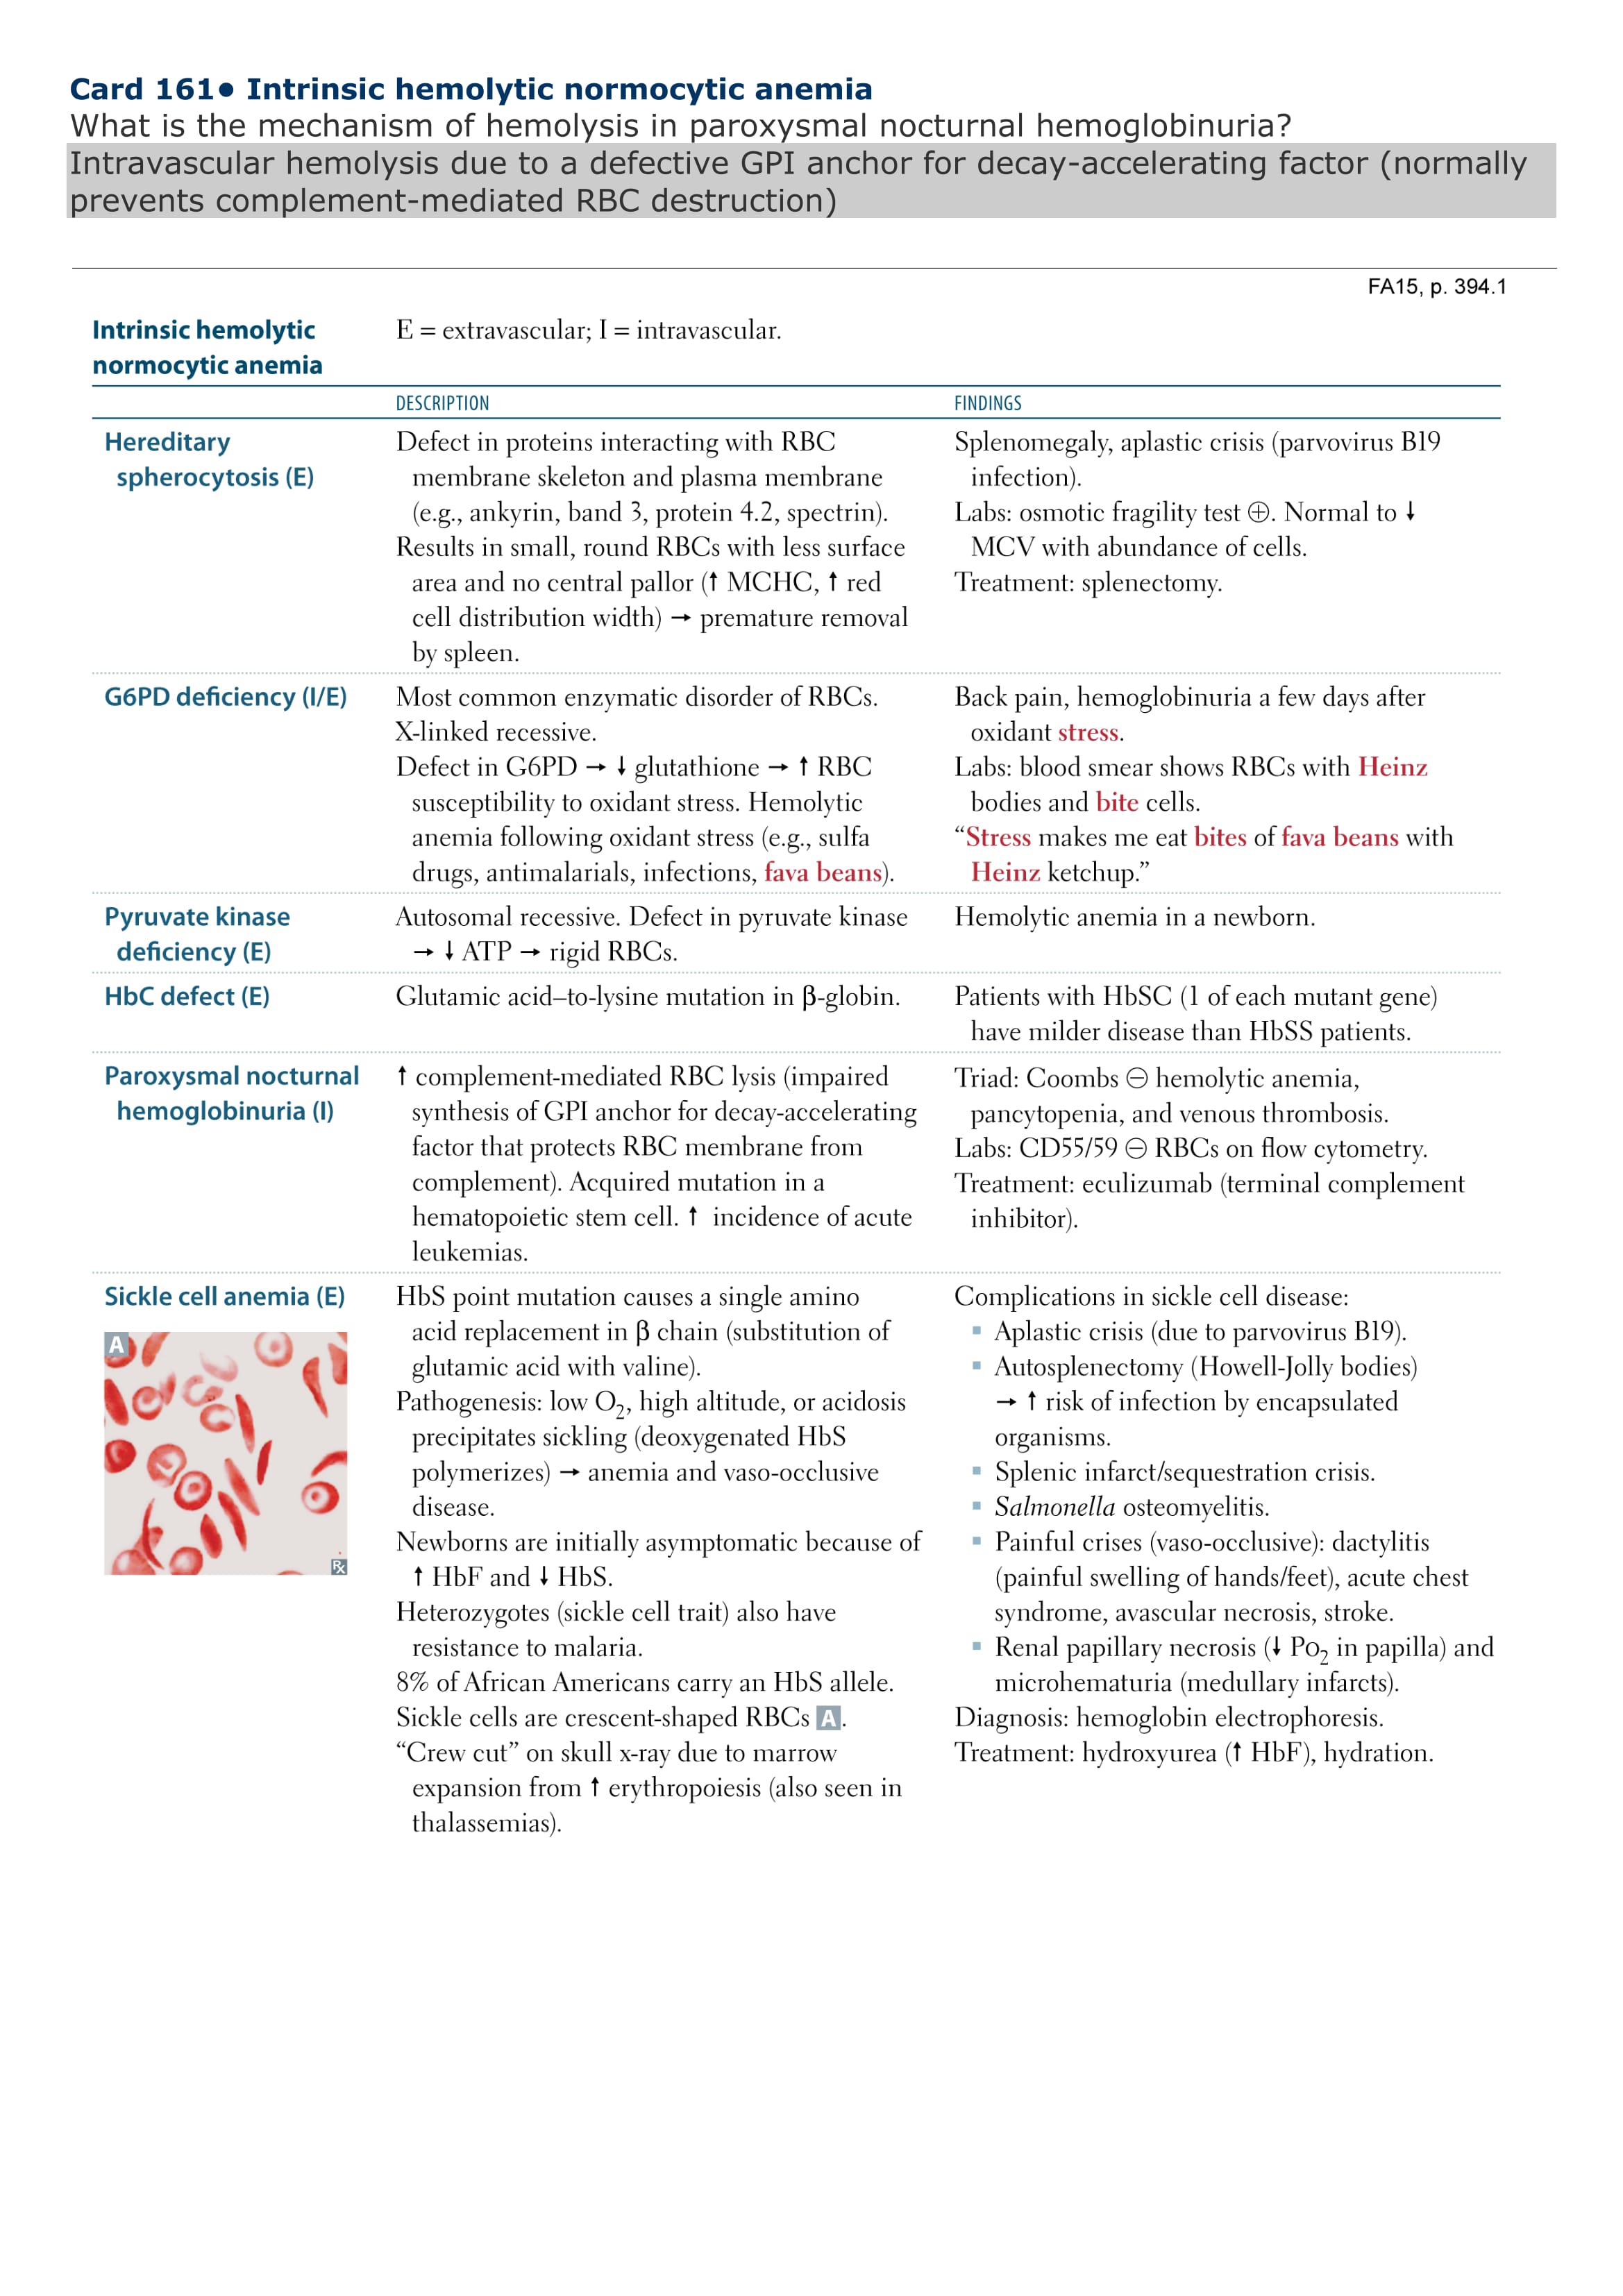 Card 161• Intrinsic hemolytic normocytic anemia
What is the mechanism of hemolysis in paroxysmal nocturnal hemoglobinuria?
Intravascular hemolysis due to a defective GPI anchor for decay-accelerating factor (normally
prevents complement-mediated RBC destruction)
FA15, p. 394.1
Intrinsic hemolytic
normocytic anemia
E = extravascular; I = intravascular.
DESCRIPTION
FINDINGS
Hereditary
spherocytosis (E)
Defect in proteins interacting with RBC
membrane skeleton and plasma membrane
(e.g., ankyrin, band 3, protein 4.2, spectrin).
Results in small, round RBCs with less surface
area and no central pallor (↑ MCHC, ↑ red
cell distribution width) → premature removal
by spleen.
Splenomegaly, aplastic crisis (parvovirus B19
infection).
Labs: osmotic fragility test ⊕. Normal to ↓
MCV with abundance of cells.
Treatment: splenectomy.
G6PD deficiency (I/E)
Most common enzymatic disorder of RBCs.
X-linked recessive.
Defect in G6PD → ↓ glutathione → ↑ RBC
susceptibility to oxidant stress. Hemolytic
anemia following oxidant stress (e.g., sulfa
drugs, antimalarials, infections, fava beans).
Back pain, hemoglobinuria a few days after
oxidant stress.
Labs: blood smear shows RBCs with Heinz
bodies and bite cells.
“Stress makes me eat bites of fava beans with
Heinz ketchup.”
Pyruvate kinase
deficiency (E)
Autosomal recessive. Defect in pyruvate kinase
→ ↓ ATP → rigid RBCs.
Hemolytic anemia in a newborn.
HbC defect (E)
Glutamic acid–to-lysine mutation in β-globin.
Patients with HbSC (1 of each mutant gene)
have milder disease than HbSS patients.
Paroxysmal nocturnal
hemoglobinuria (I)
↑ complement-mediated RBC lysis (impaired
synthesis of GPI anchor for decay-accelerating
factor that protects RBC membrane from
complement). Acquired mutation in a
hematopoietic stem cell. ↑ incidence of acute
leukemias.
Triad: Coombs ⊖ hemolytic anemia,
pancytopenia, and venous thrombosis.
Labs: CD55/59 ⊖ RBCs on flow cytometry.
Treatment: eculizumab (terminal complement
inhibitor).
Sickle cell anemia (E)
A
Rx
HbS point mutation causes a single amino
acid replacement in β chain (substitution of
glutamic acid with valine).
Pathogenesis: low O₂, high altitude, or acidosis
precipitates sickling (deoxygenated HbS
polymerizes) → anemia and vaso-occlusive
disease.
Newborns are initially asymptomatic because of
↑ HbF and ↓ HbS.
Heterozygotes (sickle cell trait) also have
resistance to malaria.
8% of African Americans carry an HbS allele.
Sickle cells are crescent-shaped RBCs A.
“Crew cut” on skull x-ray due to marrow
expansion from ↑ erythropoiesis (also seen in
thalassemias).
Complications in sickle cell disease:
▪ Aplastic crisis (due to parvovirus B19).
▪ Autosplenectomy (Howell-Jolly bodies)
→ ↑ risk of infection by encapsulated
organisms.
▪ Splenic infarct/sequestration crisis.
▪ Salmonella osteomyelitis.
▪ Painful crises (vaso-occlusive): dactylitis
(painful swelling of hands/feet), acute chest
syndrome, avascular necrosis, stroke.
▪ Renal papillary necrosis (↓ Po₂ in papilla) and
microhematuria (medullary infarcts).
Diagnosis: hemoglobin electrophoresis.
Treatment: hydroxyurea (↑ HbF), hydration.